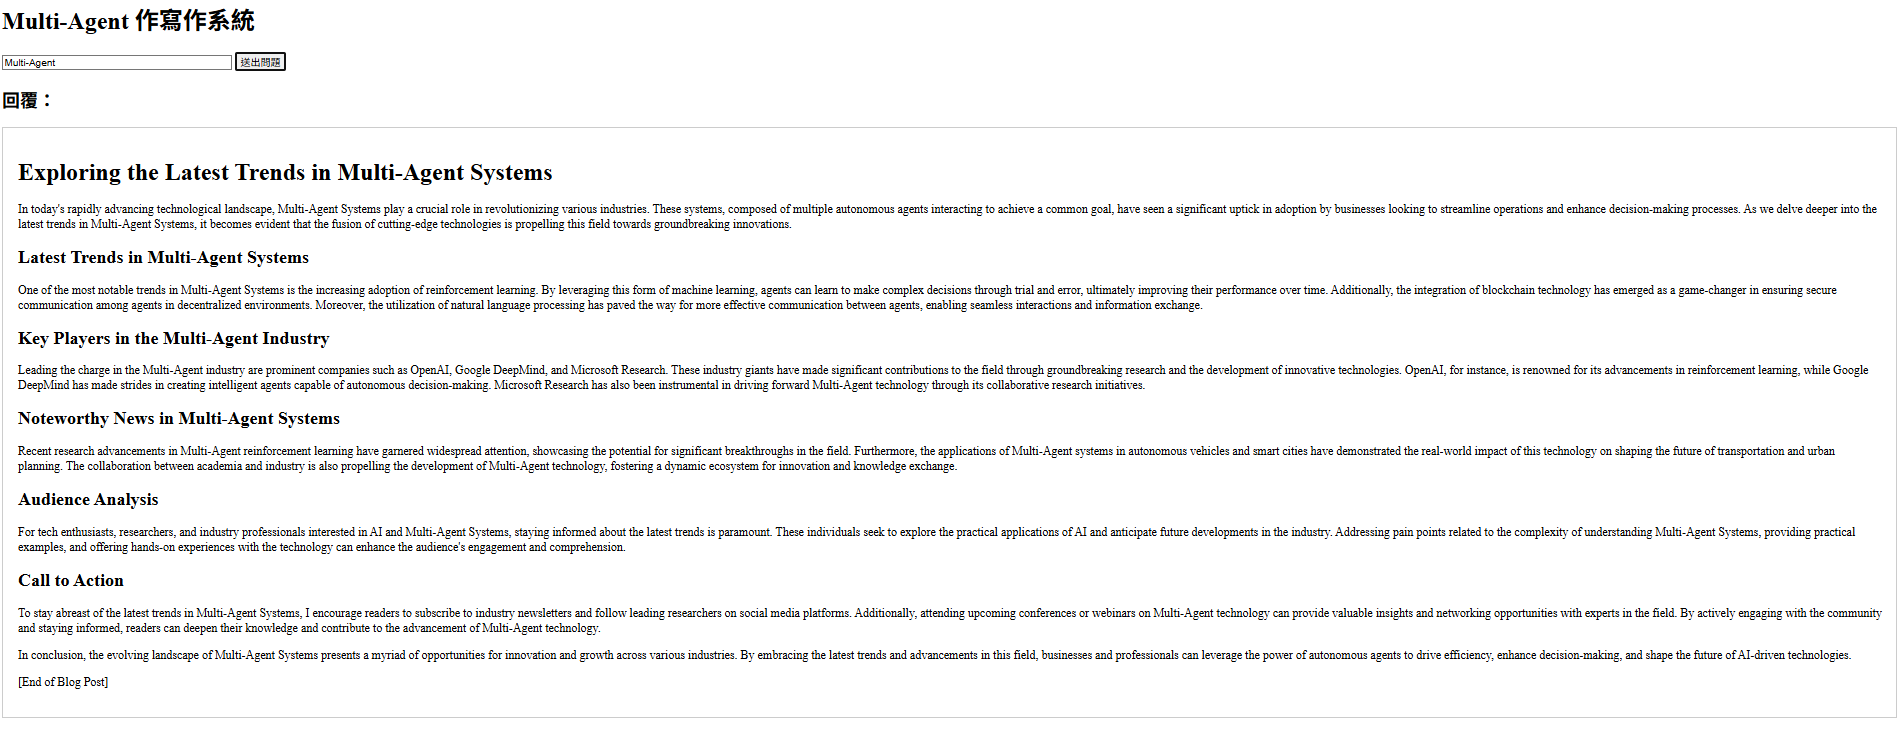 Multi-Agent 作寫作系統
Multi-Agent 送出問題
回覆：
Exploring the Latest Trends in Multi-Agent Systems
In today's rapidly advancing technological landscape, Multi-Agent Systems play a crucial role in revolutionizing various industries. These systems, composed of multiple autonomous agents interacting to achieve a common goal, have seen a significant uptick in adoption by businesses looking to streamline operations and enhance decision-making processes. As we delve deeper into the
latest trends in Multi-Agent Systems, it becomes evident that the fusion of cutting-edge technologies is propelling this field towards groundbreaking innovations.
Latest Trends in Multi-Agent Systems
One of the most notable trends in Multi-Agent Systems is the increasing adoption of reinforcement learning. By leveraging this form of machine learning, agents can learn to make complex decisions through trial and error, ultimately improving their performance over time. Additionally, the integration of blockchain technology has emerged as a game-changer in ensuring secure
communication among agents in decentralized environments. Moreover, the utilization of natural language processing has paved the way for more effective communication between agents, enabling seamless interactions and information exchange.
Key Players in the Multi-Agent Industry
Leading the charge in the Multi-Agent industry are prominent companies such as OpenAI, Google DeepMind, and Microsoft Research. These industry giants have made significant contributions to the field through groundbreaking research and the development of innovative technologies. OpenAI, for instance, is renowned for its advancements in reinforcement learning, while Google
DeepMind has made strides in creating intelligent agents capable of autonomous decision-making. Microsoft Research has also been instrumental in driving forward Multi-Agent technology through its collaborative research initiatives.
Noteworthy News in Multi-Agent Systems
Recent research advancements in Multi-Agent reinforcement learning have garnered widespread attention, showcasing the potential for significant breakthroughs in the field. Furthermore, the applications of Multi-Agent systems in autonomous vehicles and smart cities have demonstrated the real-world impact of this technology on shaping the future of transportation and urban
planning. The collaboration between academia and industry is also propelling the development of Multi-Agent technology, fostering a dynamic ecosystem for innovation and knowledge exchange.
Audience Analysis
For tech enthusiasts, researchers, and industry professionals interested in AI and Multi-Agent Systems, staying informed about the latest trends is paramount. These individuals seek to explore the practical applications of AI and anticipate future developments in the industry. Addressing pain points related to the complexity of understanding Multi-Agent Systems, providing practical
examples, and offering hands-on experiences with the technology can enhance the audience's engagement and comprehension.
Call to Action
To stay abreast of the latest trends in Multi-Agent Systems, I encourage readers to subscribe to industry newsletters and follow leading researchers on social media platforms. Additionally, attending upcoming conferences or webinars on Multi-Agent technology can provide valuable insights and networking opportunities with experts in the field. By actively engaging with the community
and staying informed, readers can deepen their knowledge and contribute to the advancement of Multi-Agent technology.
In conclusion, the evolving landscape of Multi-Agent Systems presents a myriad of opportunities for innovation and growth across various industries. By embracing the latest trends and advancements in this field, businesses and professionals can leverage the power of autonomous agents to drive efficiency, enhance decision-making, and shape the future of AI-driven technologies.
[End of Blog Post]